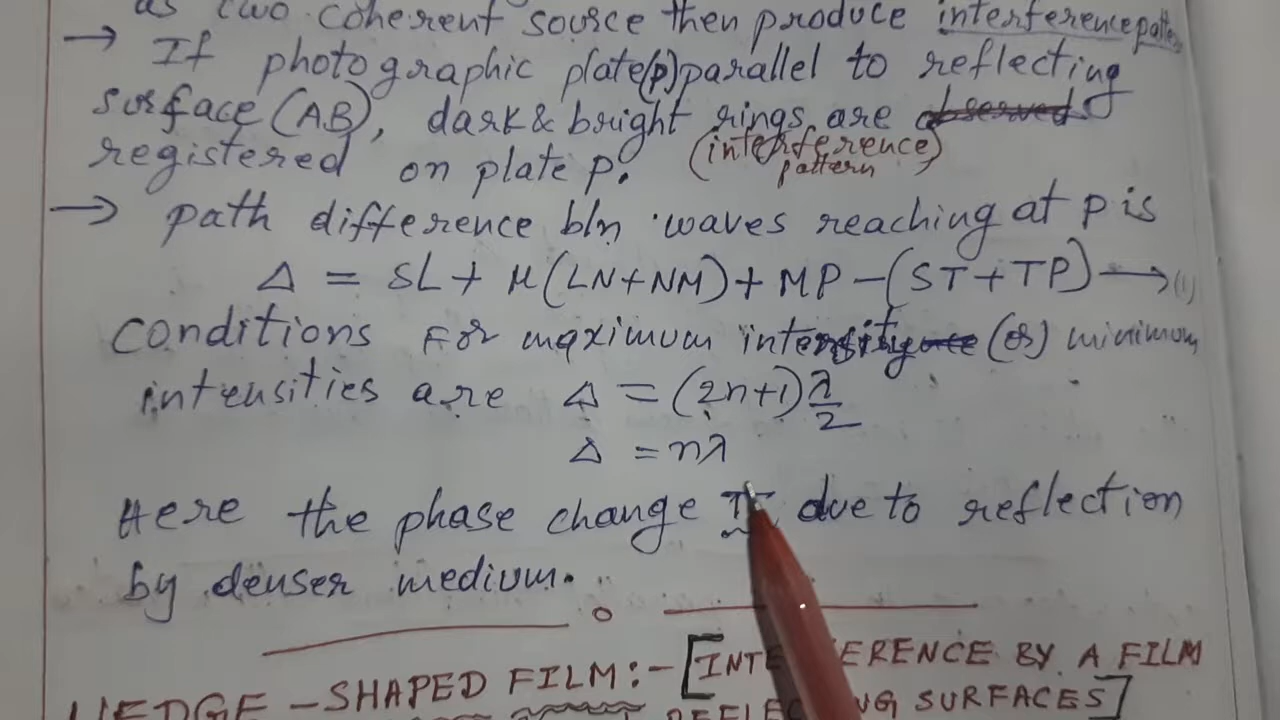 as two coherent source then produce interference patte
→ If photographic plate(p) parallel to reflecting
surface (AB), dark & bright rings are observed
registered on plate p. (interference pattern)
→ path difference b/n waves reaching at p is
Δ = SL + μ(LN+NM) + MP - (ST+TP) → (1)
Conditions for maximum intensity (or) minimum
intensities are Δ = (2n+1) λ/2
Δ = nλ
Here the phase change π due to reflection
by denser medium.
WEDGE - SHAPED FILM:- [INTERFERENCE BY A FILM
REFLECTING SURFACES]